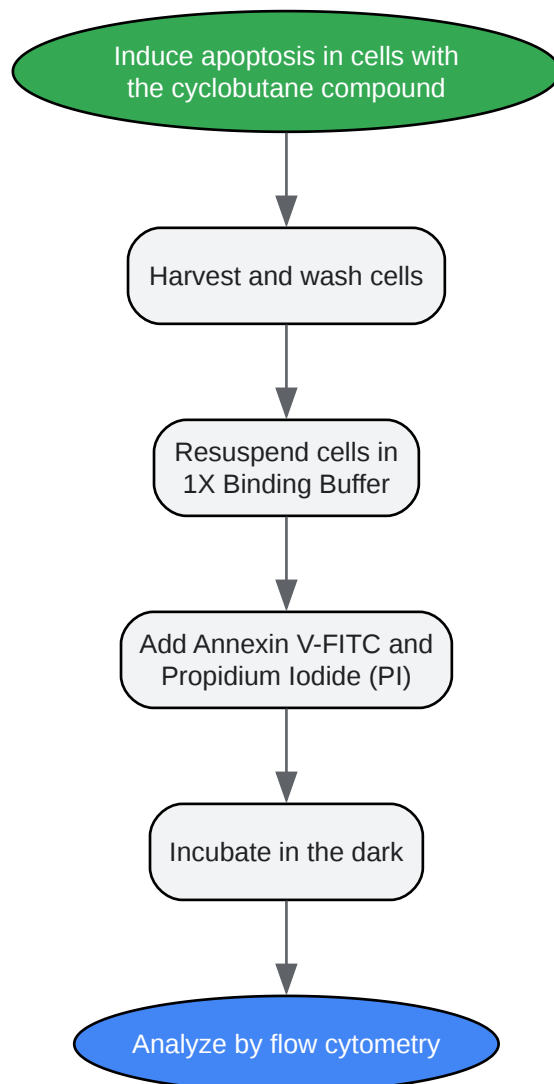 Induce apoptosis in cells with
the cyclobutane compound
Harvest and wash cells
Resuspend cells in
1X Binding Buffer
Add Annexin V-FITC and
Propidium Iodide (PI)
Incubate in the dark
Analyze by flow cytometry